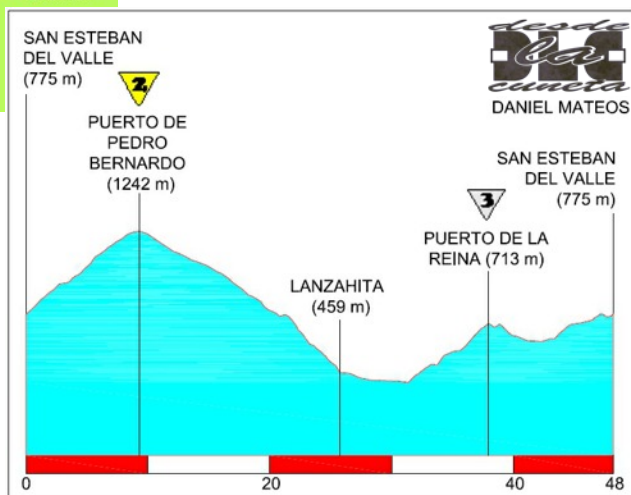 SAN ESTEBAN
DEL VALLE
(775 m)
2
PUERTO DE
PEDRO
BERNARDO
(1242 m)
LANZAHITA
(459 m)
desde
DLC
la
cuneta
DANIEL MATEOS
SAN ESTEBAN
DEL VALLE
(775 m)
3
PUERTO DE LA
REINA (713 m)
0
20
40
48